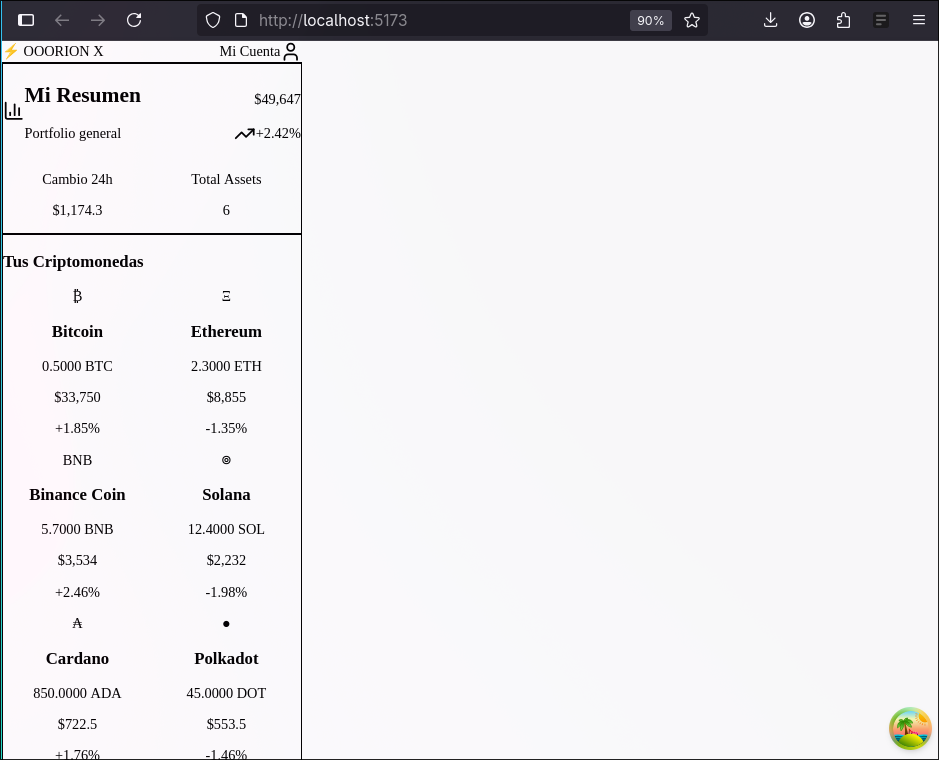 http://localhost:5173
90%
⚡ OOORION X
Mi Cuenta
Mi Resumen
$49,647
Portfolio general
+2.42%
Cambio 24h Total Assets
$1,174.3 6
Tus Criptomonedas
₿ Ξ
Bitcoin Ethereum
0.5000 BTC 2.3000 ETH
$33,750 $8,855
+1.85% -1.35%
BNB ⊚
Binance Coin Solana
5.7000 BNB 12.4000 SOL
$3,534 $2,232
+2.46% -1.98%
₳ ●
Cardano Polkadot
850.0000 ADA 45.0000 DOT
$722.5 $553.5
+1.76% -1.46%